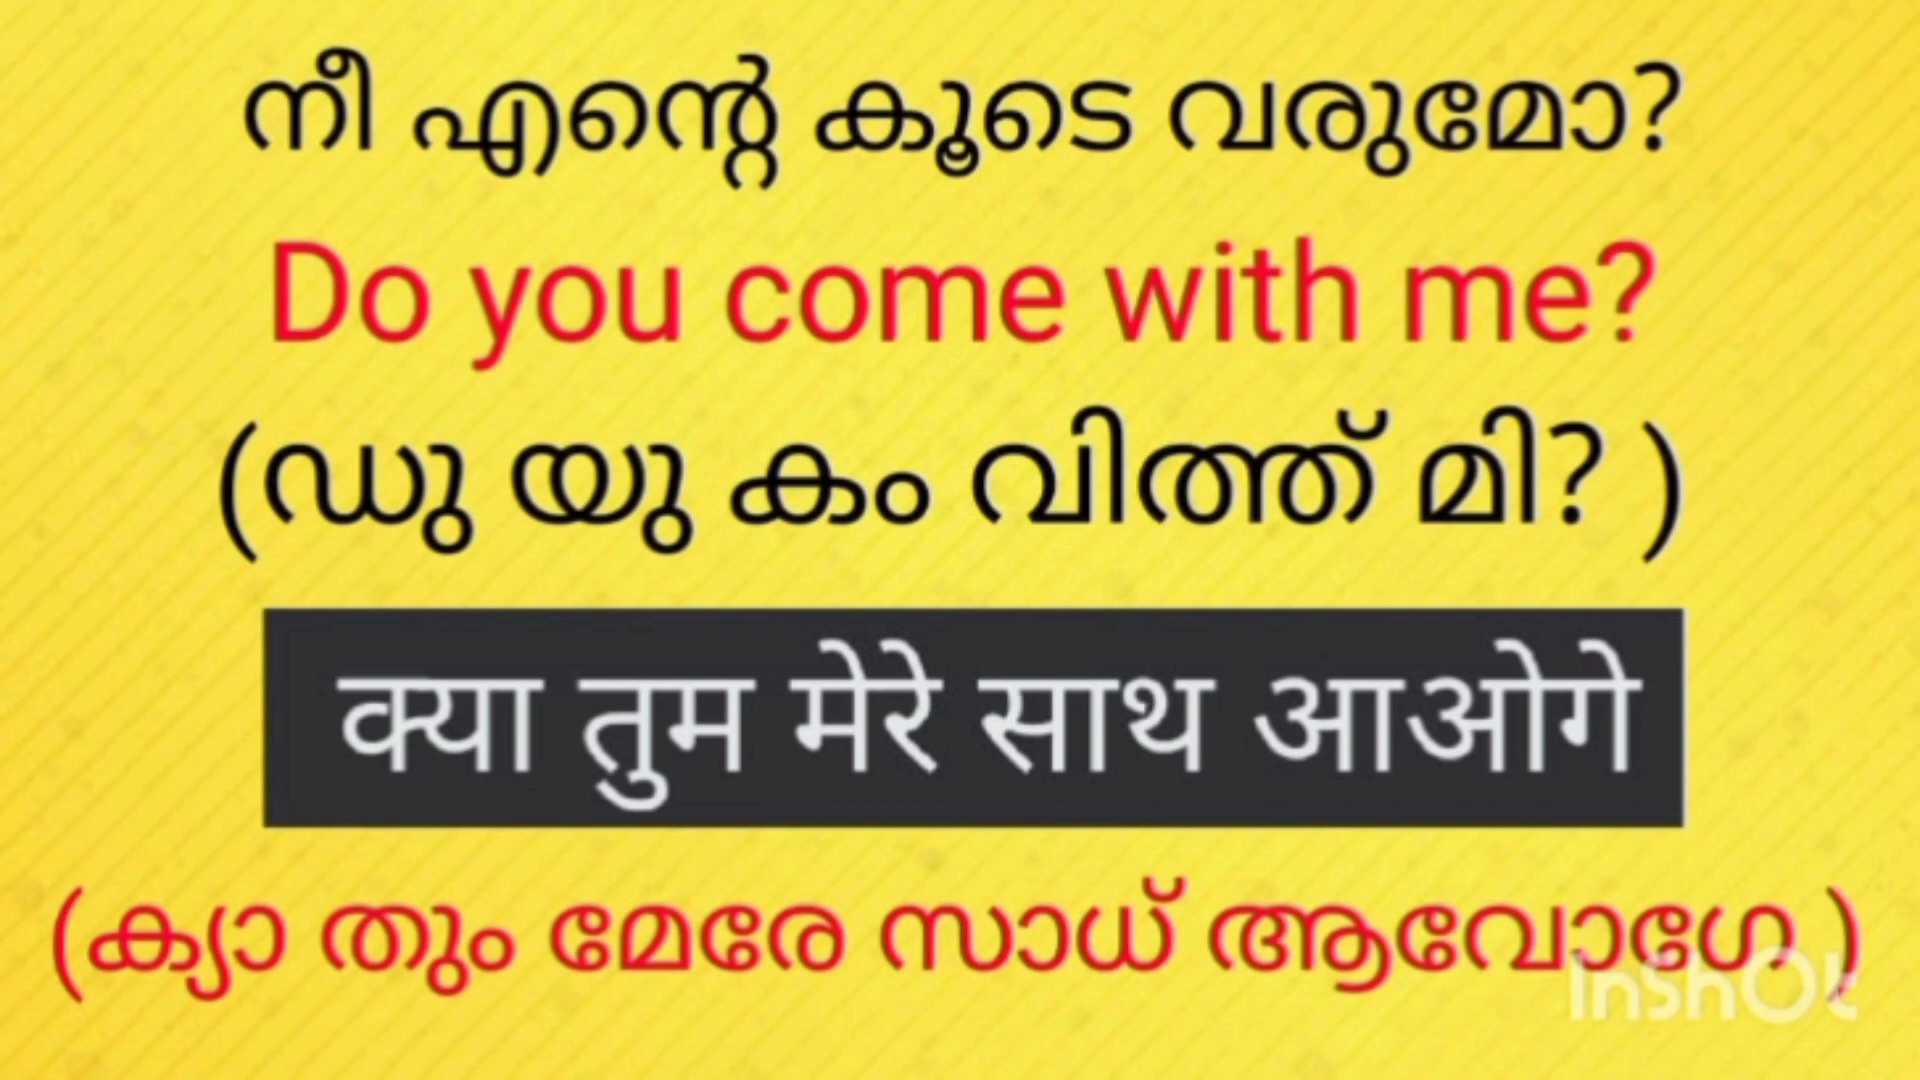 നീ എന്റെ കൂടെ വരുമോ?
Do you come with me?
(ഡു യു കം വിത്ത് മി? )
क्या तुम मेरे साथ आओगे
(ക്യാ തും മേരേ സാധ് ആവോഗേ )
InShOt